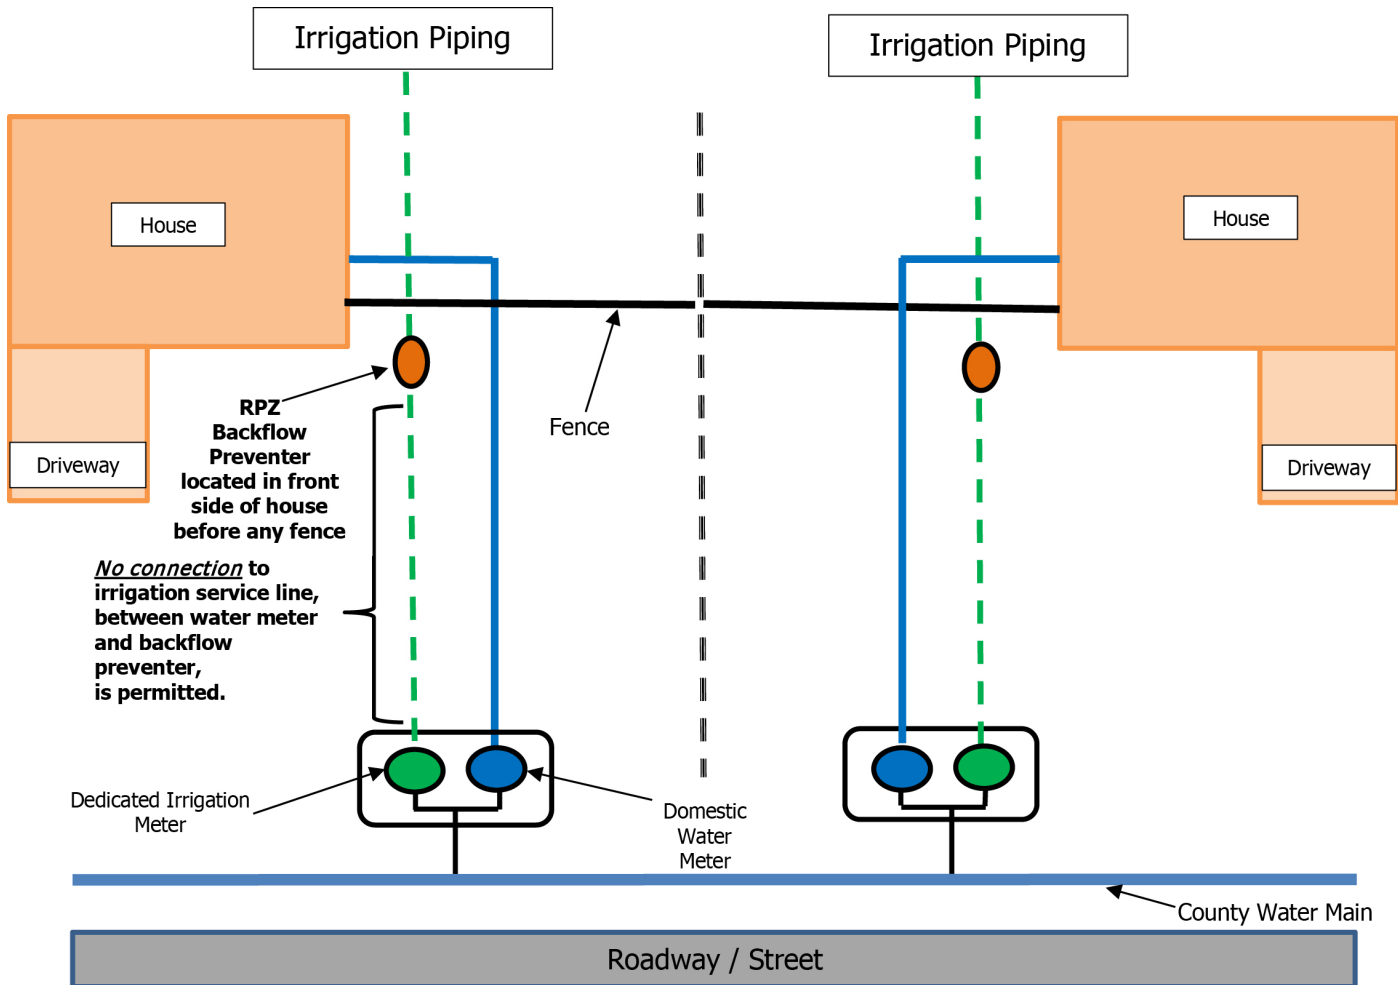 Irrigation Piping
Irrigation Piping
House
House
RPZ
Backflow
Preventer
located in front
side of house
before any fence
Fence
Driveway
Driveway
No connection to
irrigation service line,
between water meter
and backflow
preventer,
is permitted.
Dedicated Irrigation
Meter
Domestic
Water
Meter
County Water Main
Roadway / Street